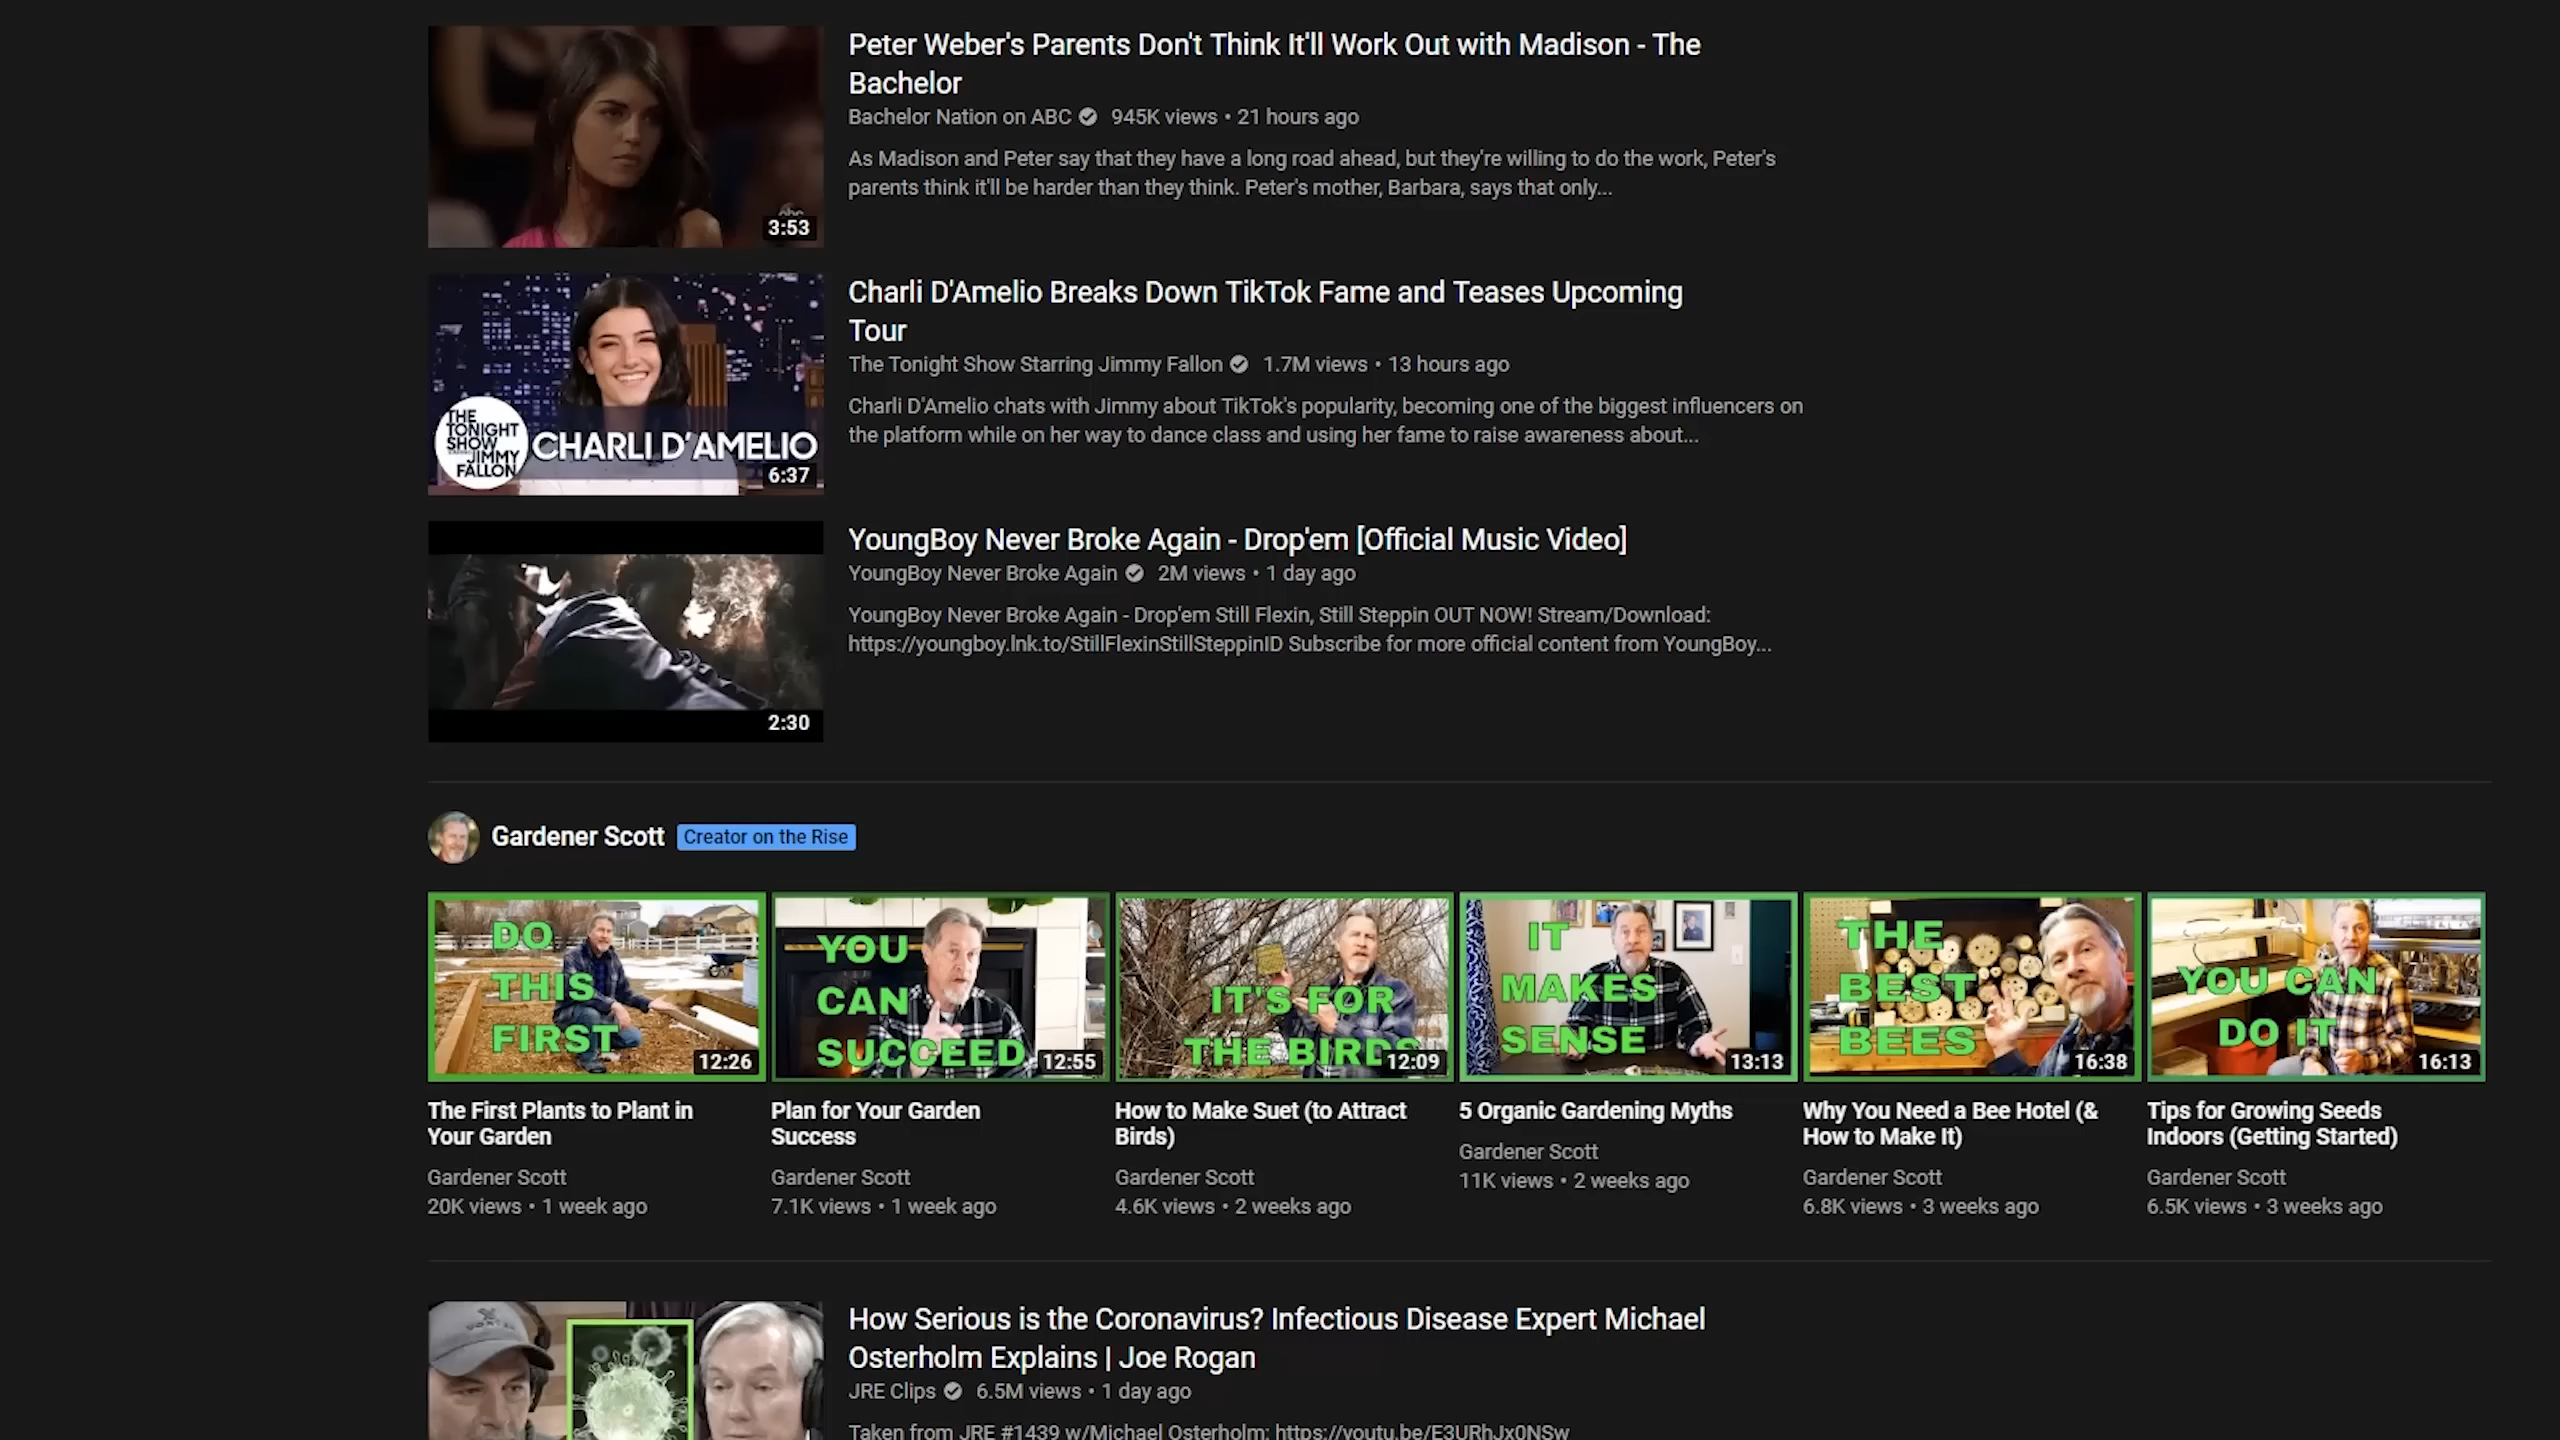 Peter Weber's Parents Don't Think It'll Work Out with Madison - The
Bachelor
Bachelor Nation on ABC 945K views • 21 hours ago
As Madison and Peter say that they have a long road ahead, but they're willing to do the work, Peter's
parents think it'll be harder than they think. Peter's mother, Barbara, says that only...
abc
3:53
Charli D'Amelio Breaks Down TikTok Fame and Teases Upcoming
Tour
The Tonight Show Starring Jimmy Fallon 1.7M views • 13 hours ago
Charli D'Amelio chats with Jimmy about TikTok's popularity, becoming one of the biggest influencers on
the platform while on her way to dance class and using her fame to raise awareness about...
THE
TONIGHT
SHOW
JIMMY
FALLON
CHARLI D'AMELIO
6:37
YoungBoy Never Broke Again - Drop'em [Official Music Video]
YoungBoy Never Broke Again 2M views • 1 day ago
YoungBoy Never Broke Again - Drop'em Still Flexin, Still Steppin OUT NOW! Stream/Download:
https://youngboy.lnk.to/StillFlexinStillSteppinID Subscribe for more official content from YoungBoy...
2:30
Gardener Scott Creator on the Rise
DO
THIS
FIRST
12:26
The First Plants to Plant in
Your Garden
Gardener Scott
20K views • 1 week ago
YOU
CAN
SUCCEED
12:55
Plan for Your Garden
Success
Gardener Scott
7.1K views • 1 week ago
IT'S FOR
THE BIRDS
12:09
How to Make Suet (to Attract
Birds)
Gardener Scott
4.6K views • 2 weeks ago
IT
MAKES
SENSE
13:13
5 Organic Gardening Myths
Gardener Scott
11K views • 2 weeks ago
THE
BEST
BEES
16:38
Why You Need a Bee Hotel (&
How to Make It)
Gardener Scott
6.8K views • 3 weeks ago
YOU CAN
DO IT
16:13
Tips for Growing Seeds
Indoors (Getting Started)
Gardener Scott
6.5K views • 3 weeks ago
How Serious is the Coronavirus? Infectious Disease Expert Michael
Osterholm Explains | Joe Rogan
JRE Clips 6.5M views • 1 day ago
Taken from JRE #1439 w/Michael Osterholm: https://youtu.be/E3URhJx0NSw